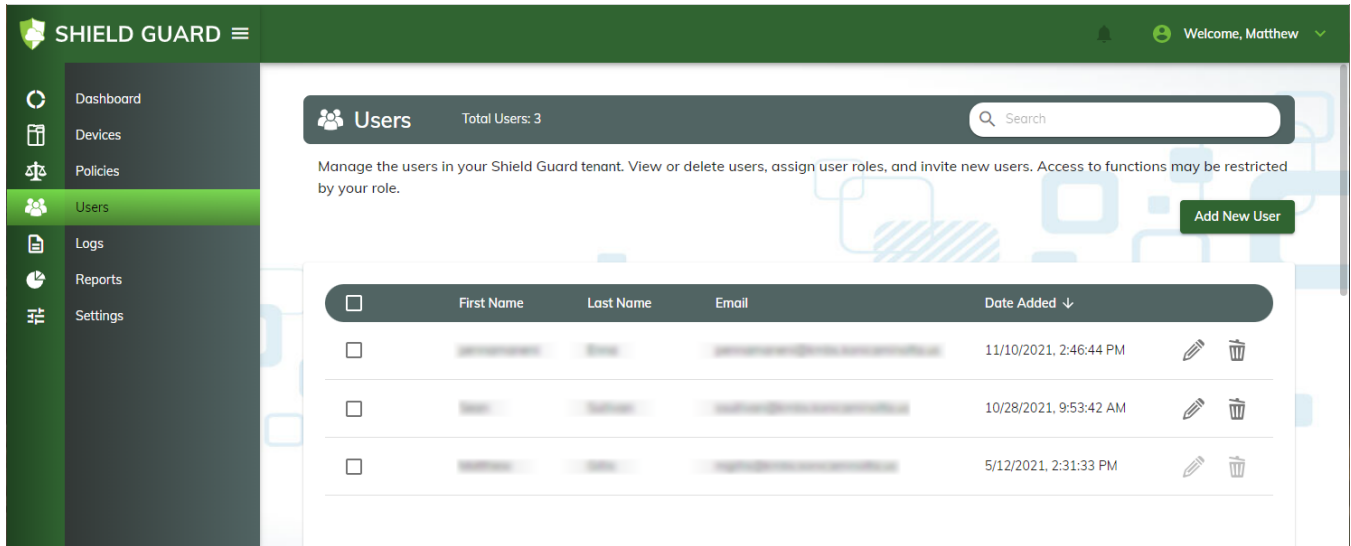 SHIELD GUARD
Welcome, Matthew
Dashboard
Devices
Policies
Users
Logs
Reports
Settings
Users
Total Users: 3
Search
Manage the users in your Shield Guard tenant. View or delete users, assign user roles, and invite new users. Access to functions may be restricted
by your role.
Add New User
First Name Last Name Email Date Added
11/10/2021, 2:46:44 PM
10/28/2021, 9:53:42 AM
5/12/2021, 2:31:33 PM